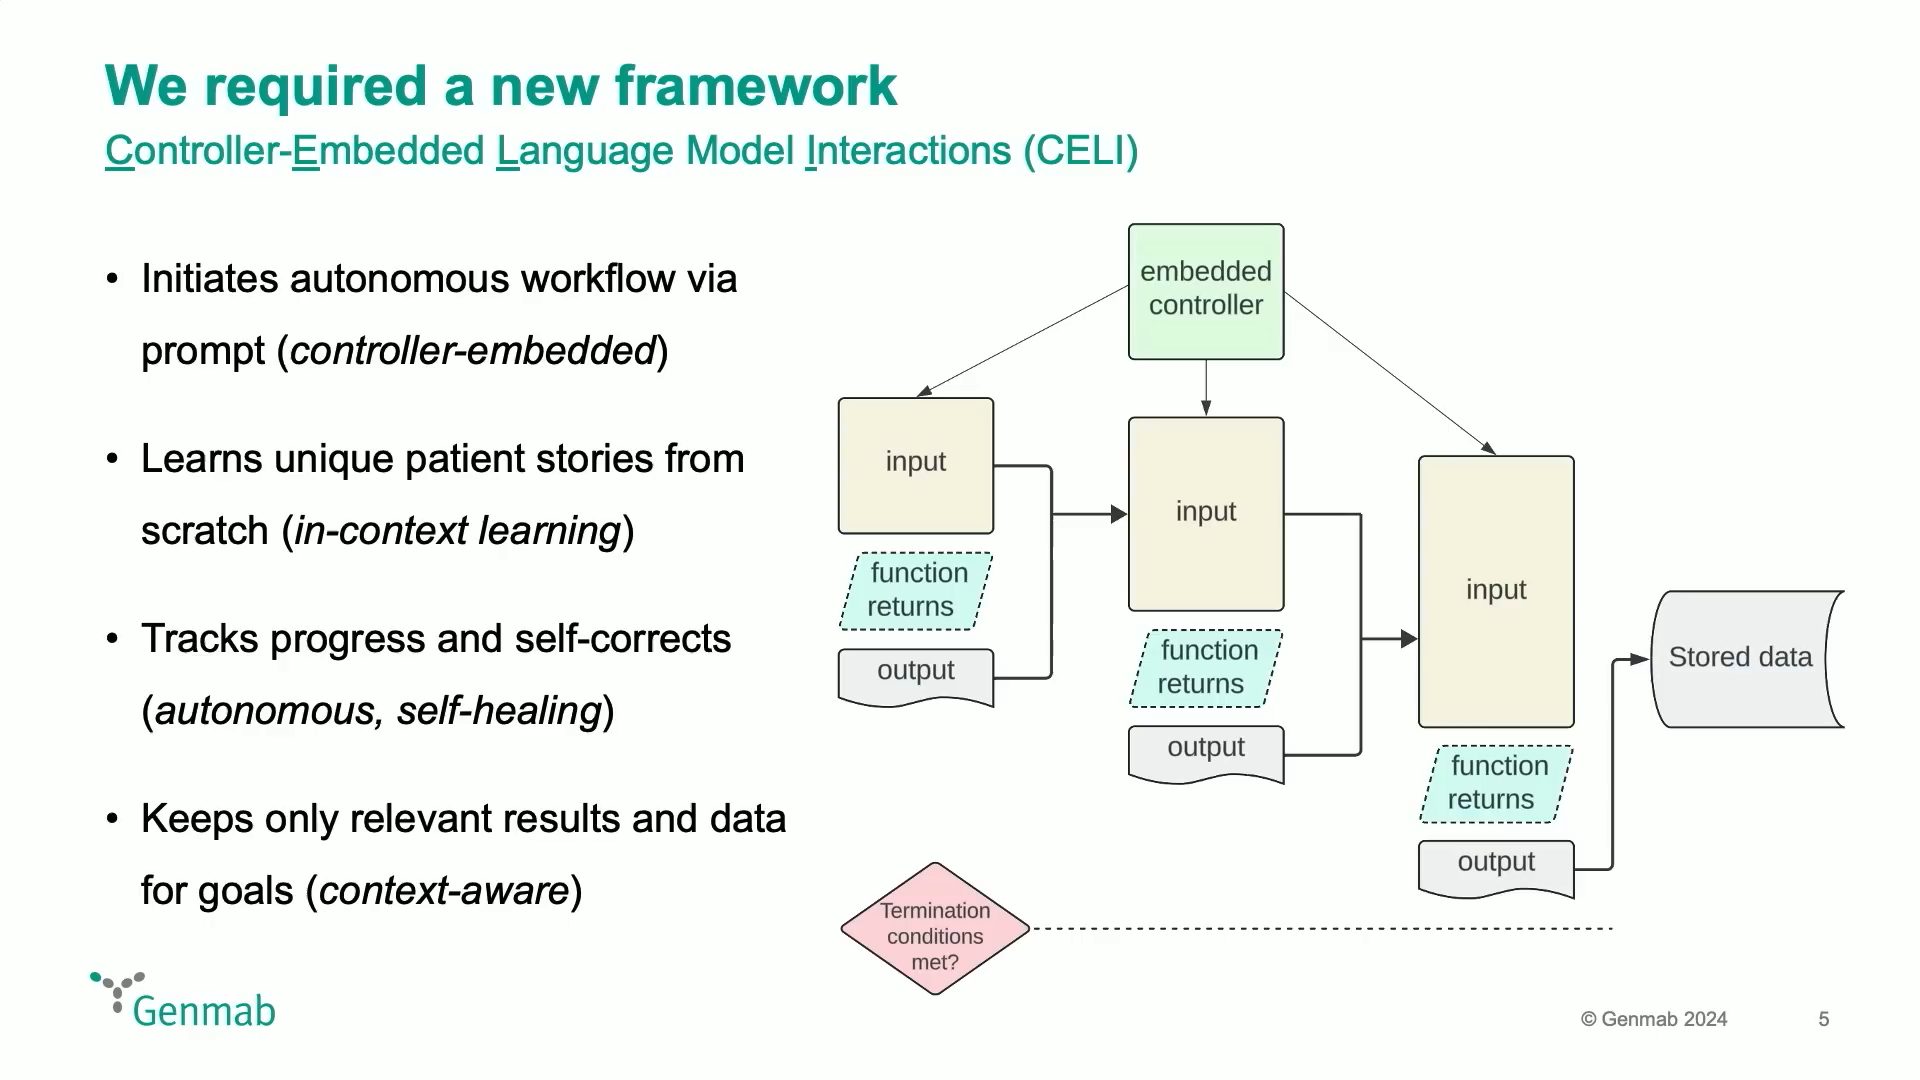 We required a new framework
Controller-Embedded Language Model Interactions (CELI)
• Initiates autonomous workflow via
prompt (controller-embedded)
• Learns unique patient stories from
scratch (in-context learning)
• Tracks progress and self-corrects
(autonomous, self-healing)
• Keeps only relevant results and data
for goals (context-aware)
embedded
controller
input
function
returns
output
input
function
returns
output
input
function
returns
output
Stored data
Termination
conditions
met?
Genmab
© Genmab 2024
5